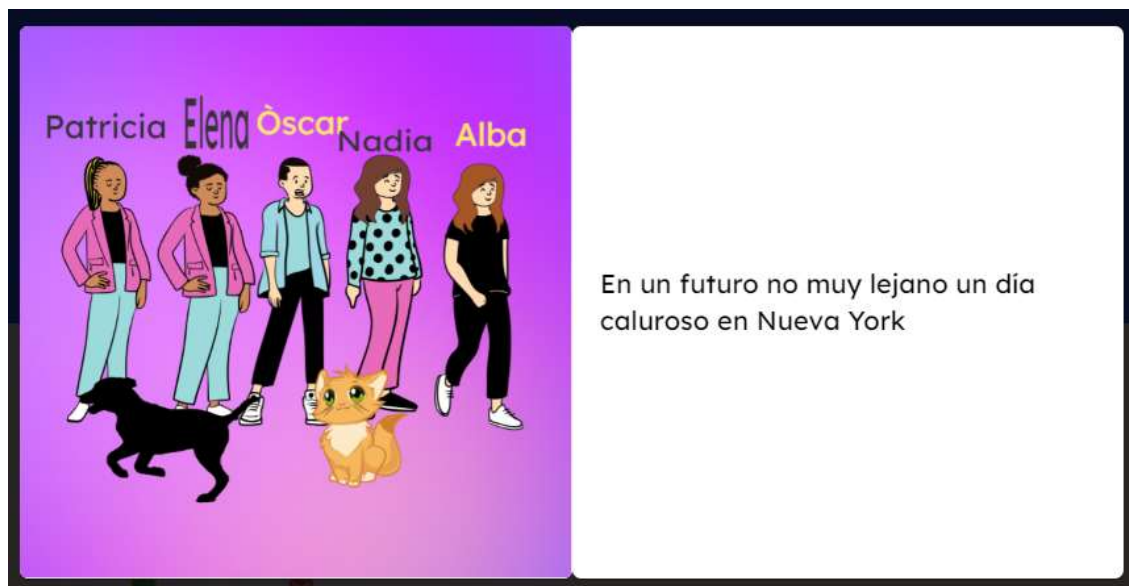 Patricia Elena Òscar Nadia Alba
En un futuro no muy lejano un día
caluroso en Nueva York